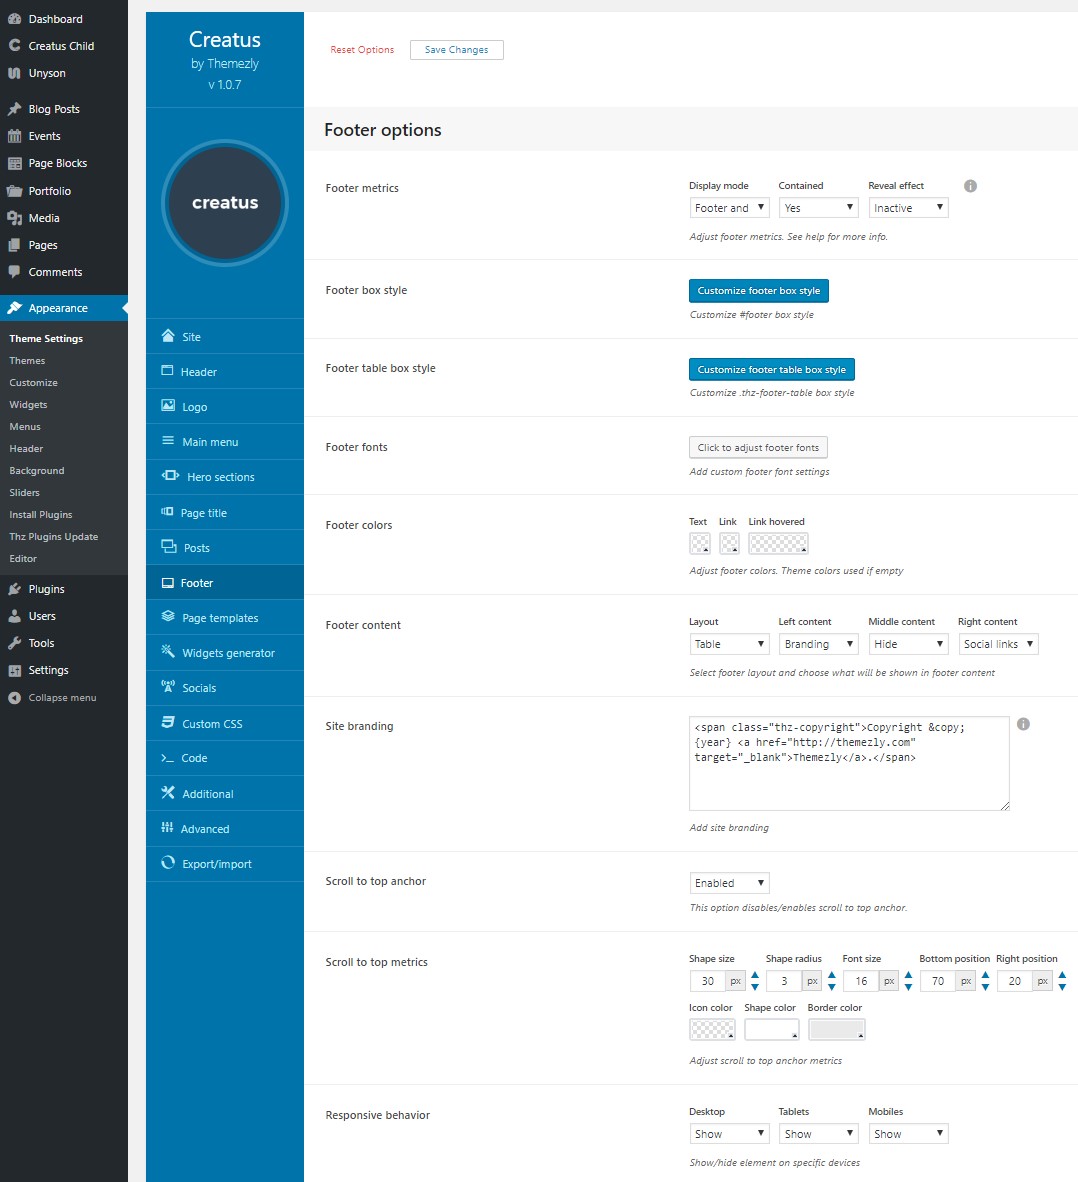 Dashboard
Creatus Child
Unyson
Blog Posts
Events
Page Blocks
Portfolio
Media
Pages
Comments
Appearance
Theme Settings
Themes
Customize
Widgets
Menus
Header
Background
Sliders
Install Plugins
Thz Plugins Update
Editor
Plugins
Users
Tools
Settings
Collapse menu
Creatus
by Themezly
v 1.0.7
creatus
Site
Header
Logo
Main menu
Hero sections
Page title
Posts
Footer
Page templates
Widgets generator
Socials
Custom CSS
Code
Additional
Advanced
Export/import
Reset Options Save Changes
Footer options
Footer metrics
Display mode Contained Reveal effect
Footer and Yes Inactive
Adjust footer metrics. See help for more info.
Footer box style
Customize footer box style
Customize #footer box style
Footer table box style
Customize footer table box style
Customize .thz-footer-table box style
Footer fonts
Click to adjust footer fonts
Add custom footer font settings
Footer colors
Text Link Link hovered
Adjust footer colors. Theme colors used if empty
Footer content
Layout Left content Middle content Right content
Table Branding Hide Social links
Select footer layout and choose what will be shown in footer content
Site branding
<span class="thz-copyright">Copyright &copy;
{year} <a href="http://themezly.com"
target="_blank">Themezly</a>.</span>
Add site branding
Scroll to top anchor
Enabled
This option disables/enables scroll to top anchor.
Scroll to top metrics
Shape size Shape radius Font size Bottom position Right position
30 px 3 px 16 px 70 px 20 px
Icon color Shape color Border color
Adjust scroll to top anchor metrics
Responsive behavior
Desktop Tablets Mobiles
Show Show Show
Show/hide element on specific devices